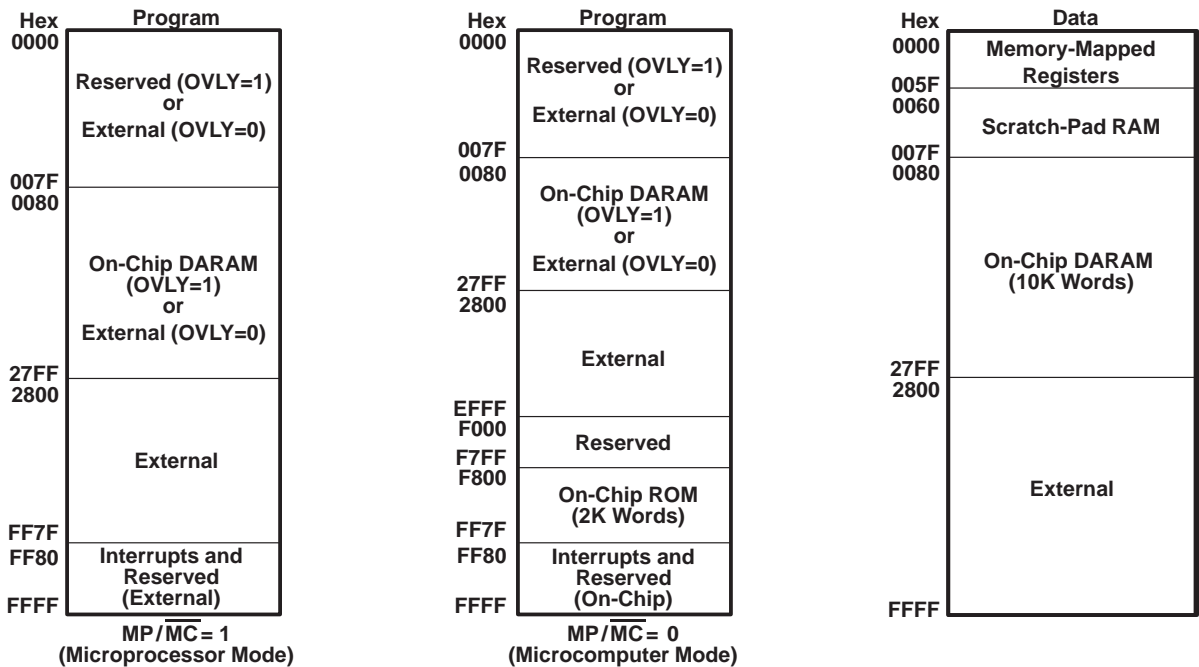 Hex Program
0000
Reserved (OVLY=1)
or
External (OVLY=0)
007F
0080
On-Chip DARAM
(OVLY=1)
or
External (OVLY=0)
27FF
2800
External
FF7F
FF80
Interrupts and
Reserved
(External)
FFFF
MP/MC= 1
(Microprocessor Mode)
Hex Program
0000
Reserved (OVLY=1)
or
External (OVLY=0)
007F
0080
On-Chip DARAM
(OVLY=1)
or
External (OVLY=0)
27FF
2800
External
EFFF
F000
Reserved
F7FF
F800
On-Chip ROM
(2K Words)
FF7F
FF80
Interrupts and
Reserved
(On-Chip)
FFFF
MP/MC= 0
(Microcomputer Mode)
Hex Data
0000
Memory-Mapped
Registers
005F
0060
Scratch-Pad RAM
007F
0080
On-Chip DARAM
(10K Words)
27FF
2800
External
FFFF